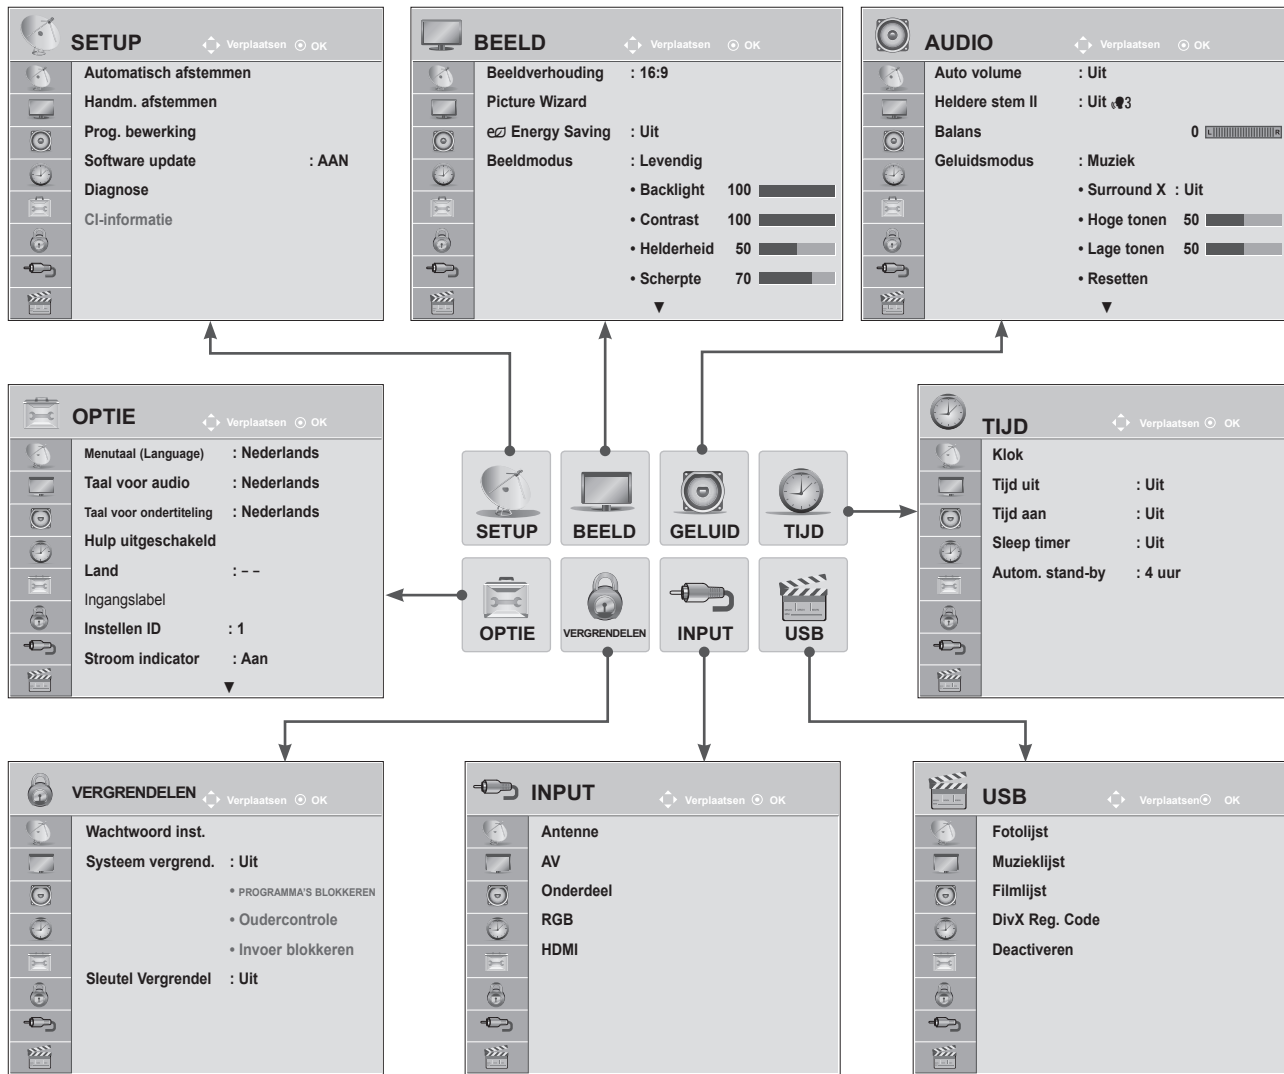 SETUP Verplaatsen OK
Automatisch afstemmen
Handm. afstemmen
Prog. bewerking
Software update : AAN
Diagnose
CI-informatie
BEELD Verplaatsen OK
Beeldverhouding : 16:9
Picture Wizard
e Energy Saving : Uit
Beeldmodus : Levendig
• Backlight 100
• Contrast 100
• Helderheid 50
• Scherpte 70
▼
AUDIO Verplaatsen OK
Auto volume : Uit
Heldere stem II : Uit 3
Balans 0 L R
Geluidsmodus : Muziek
• Surround X : Uit
• Hoge tonen 50
• Lage tonen 50
• Resetten
▼
OPTIE Verplaatsen OK
Menutaal (Language) : Nederlands
Taal voor audio : Nederlands
Taal voor ondertiteling : Nederlands
Hulp uitgeschakeld
Land : – –
Ingangslabel
Instellen ID : 1
Stroom indicator : Aan
▼
SETUP BEELD GELUID TIJD
OPTIE VERGRENDELEN INPUT USB
TIJD Verplaatsen OK
Klok
Tijd uit : Uit
Tijd aan : Uit
Sleep timer : Uit
Autom. stand-by : 4 uur
VERGRENDELEN Verplaatsen OK
Wachtwoord inst.
Systeem vergrend. : Uit
• PROGRAMMA'S BLOKKEREN
• Oudercontrole
• Invoer blokkeren
Sleutel Vergrendel : Uit
INPUT Verplaatsen OK
Antenne
AV
Onderdeel
RGB
HDMI
USB Verplaatsen OK
Fotolijst
Muzieklijst
Filmlijst
DivX Reg. Code
Deactiveren